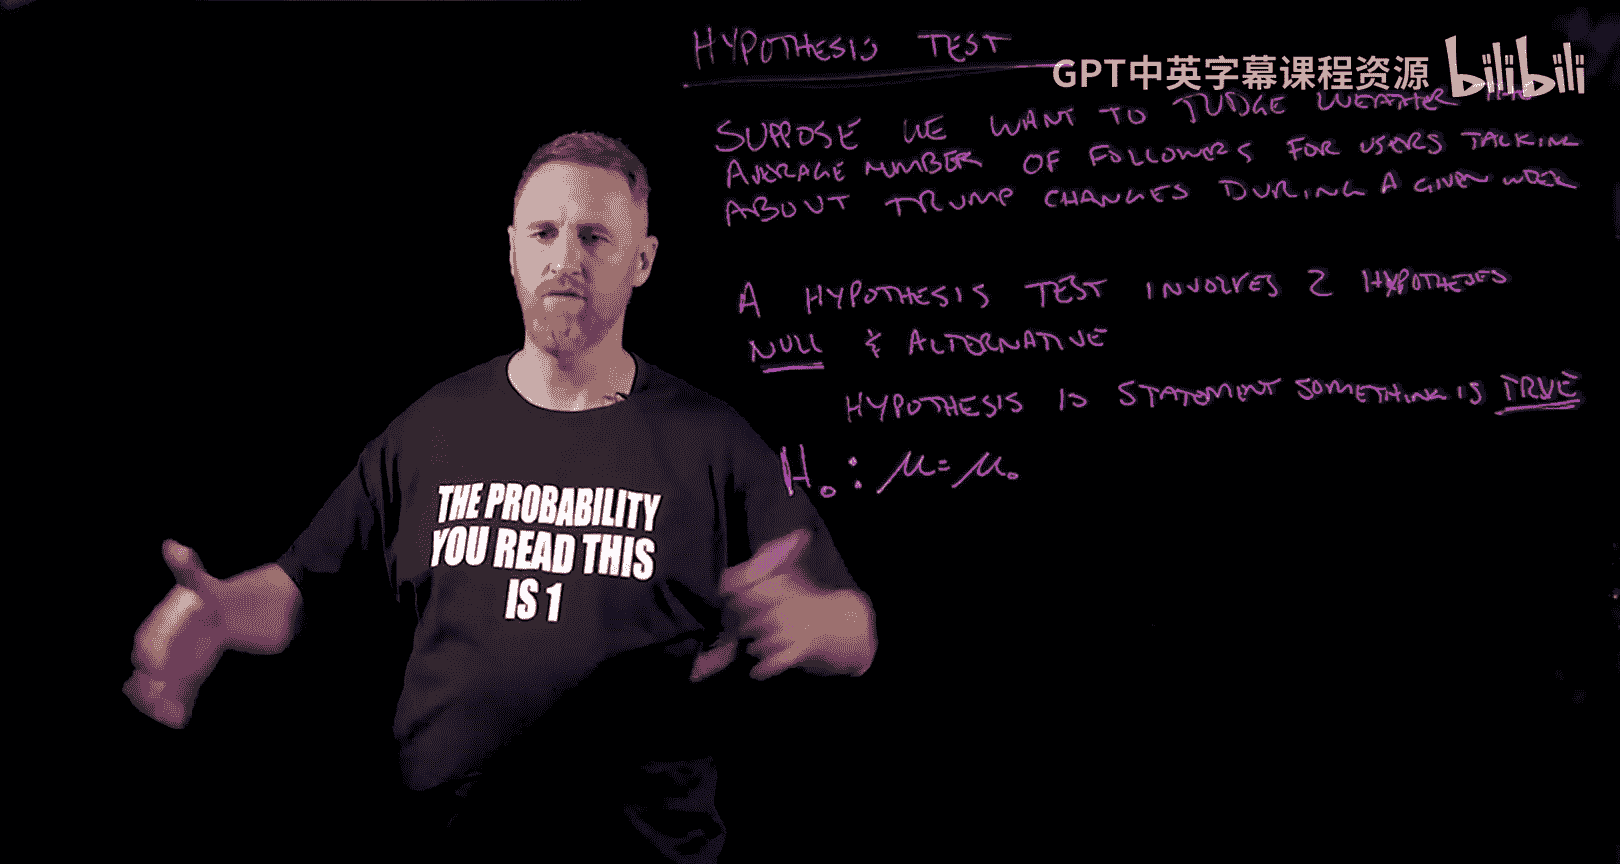 HYPOTHESIS TEST
GPT中英字幕课程资源 bilibili
SUPPOSE WE WANT TO JUDGE WEATHER THE
AVERAGE NUMBER OF FOLLOWERS FOR USERS TALKING
ABOUT TRUMP CHANGES DURING A GIVEN WEEK
A HYPOTHESIS TEST INVOLVES 2 HYPOTHESES
NULL & ALTERNATIVE
HYPOTHESIS IS STATEMENT SOMETHING IS TRUE
H₀: μ = μ₀
THE PROBABILITY
YOU READ THIS
IS 1